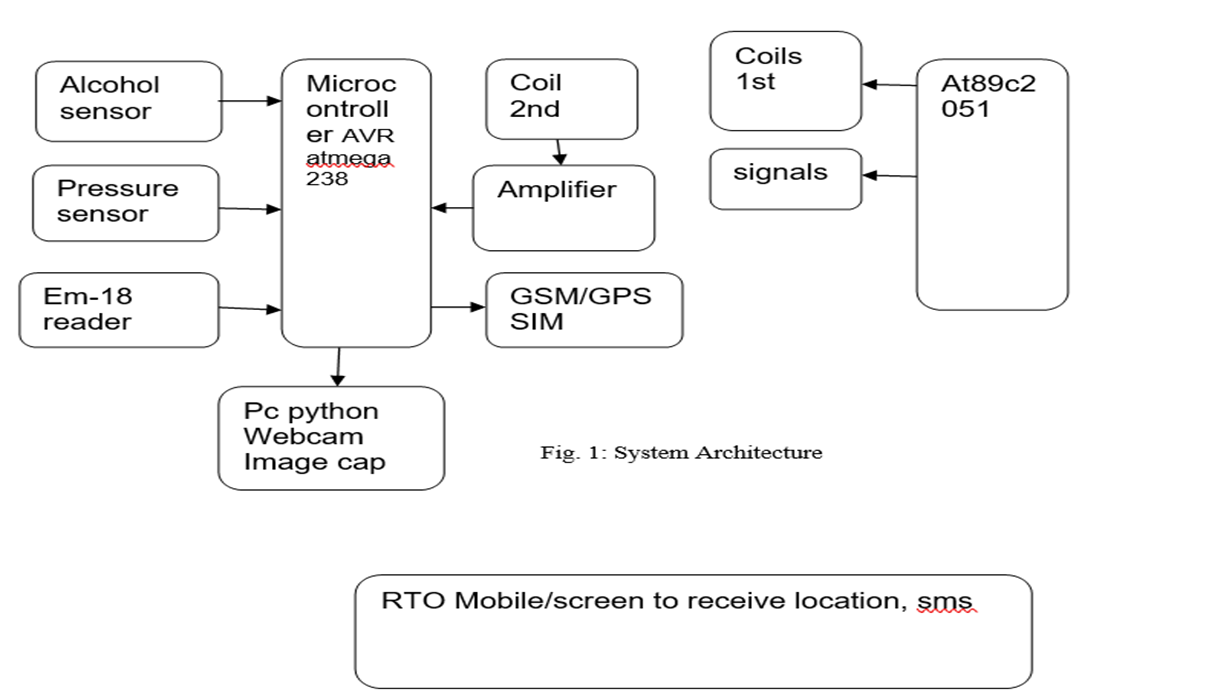 Alcohol
sensor
Pressure
sensor
Em-18
reader
Microc
ontroll
er AVR
atmega
238
Coil
2nd
Amplifier
GSM/GPS
SIM
Pc python
Webcam
Image cap
Coils
1st
signals
At89c2
051
Fig. 1: System Architecture
RTO Mobile/screen to receive location, sms